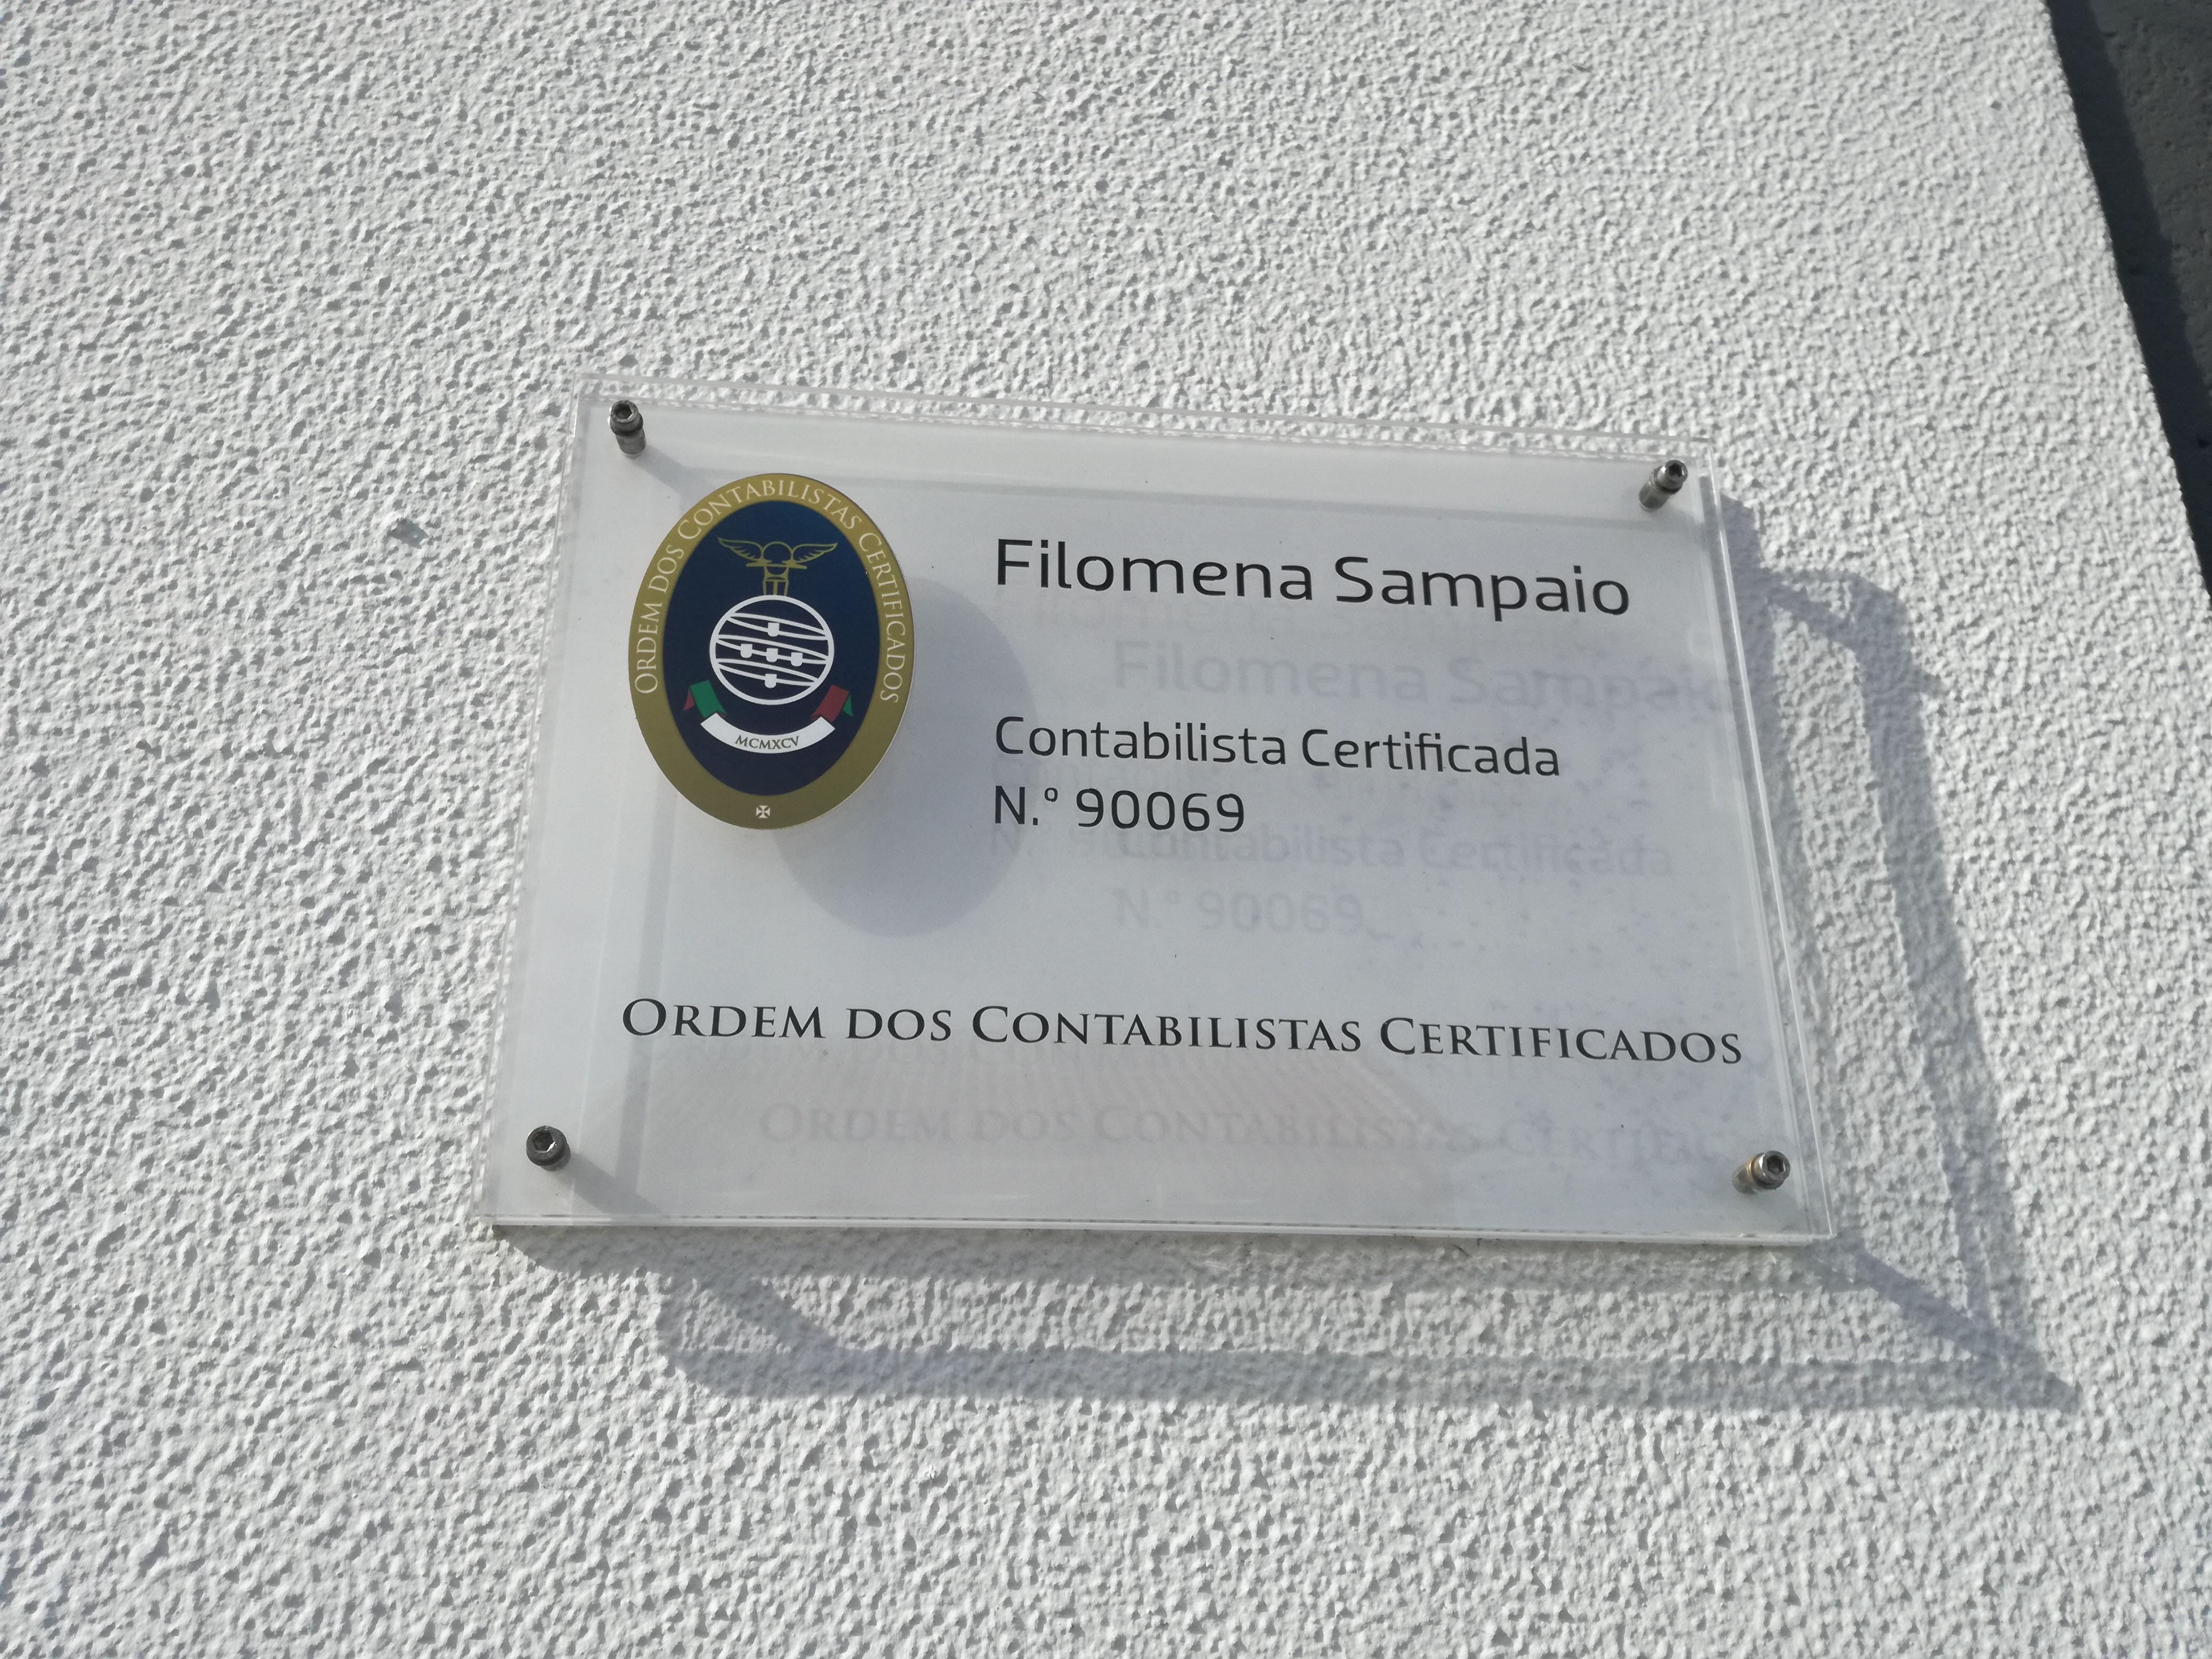 ORDEM DOS CONTABILISTAS CERTIFICADOS
MCMXCV
Filomena Sampaio
Contabilista Certificada
N.º 90069
ORDEM DOS CONTABILISTAS CERTIFICADOS